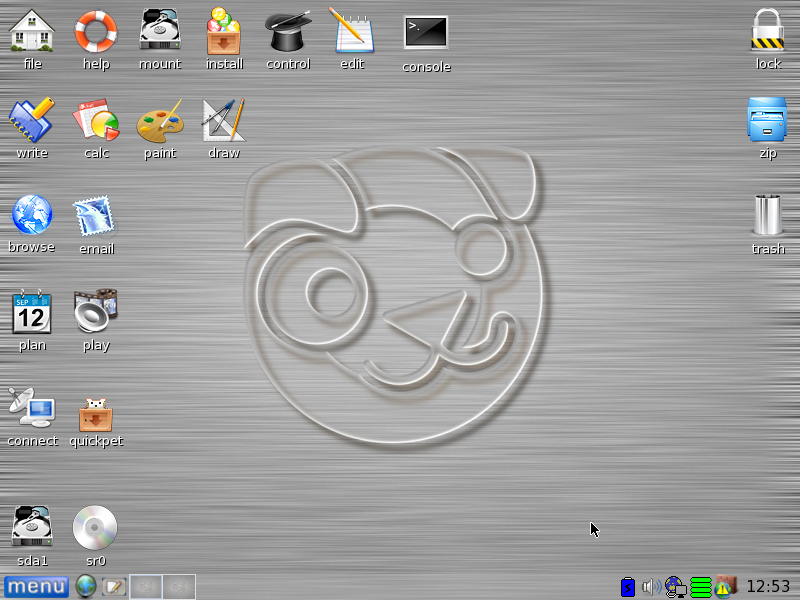 file help mount install control edit console lock
write calc paint draw zip
browse email trash
SEP
12
plan play
connect quickpet
sda1 sr0
menu 12:53